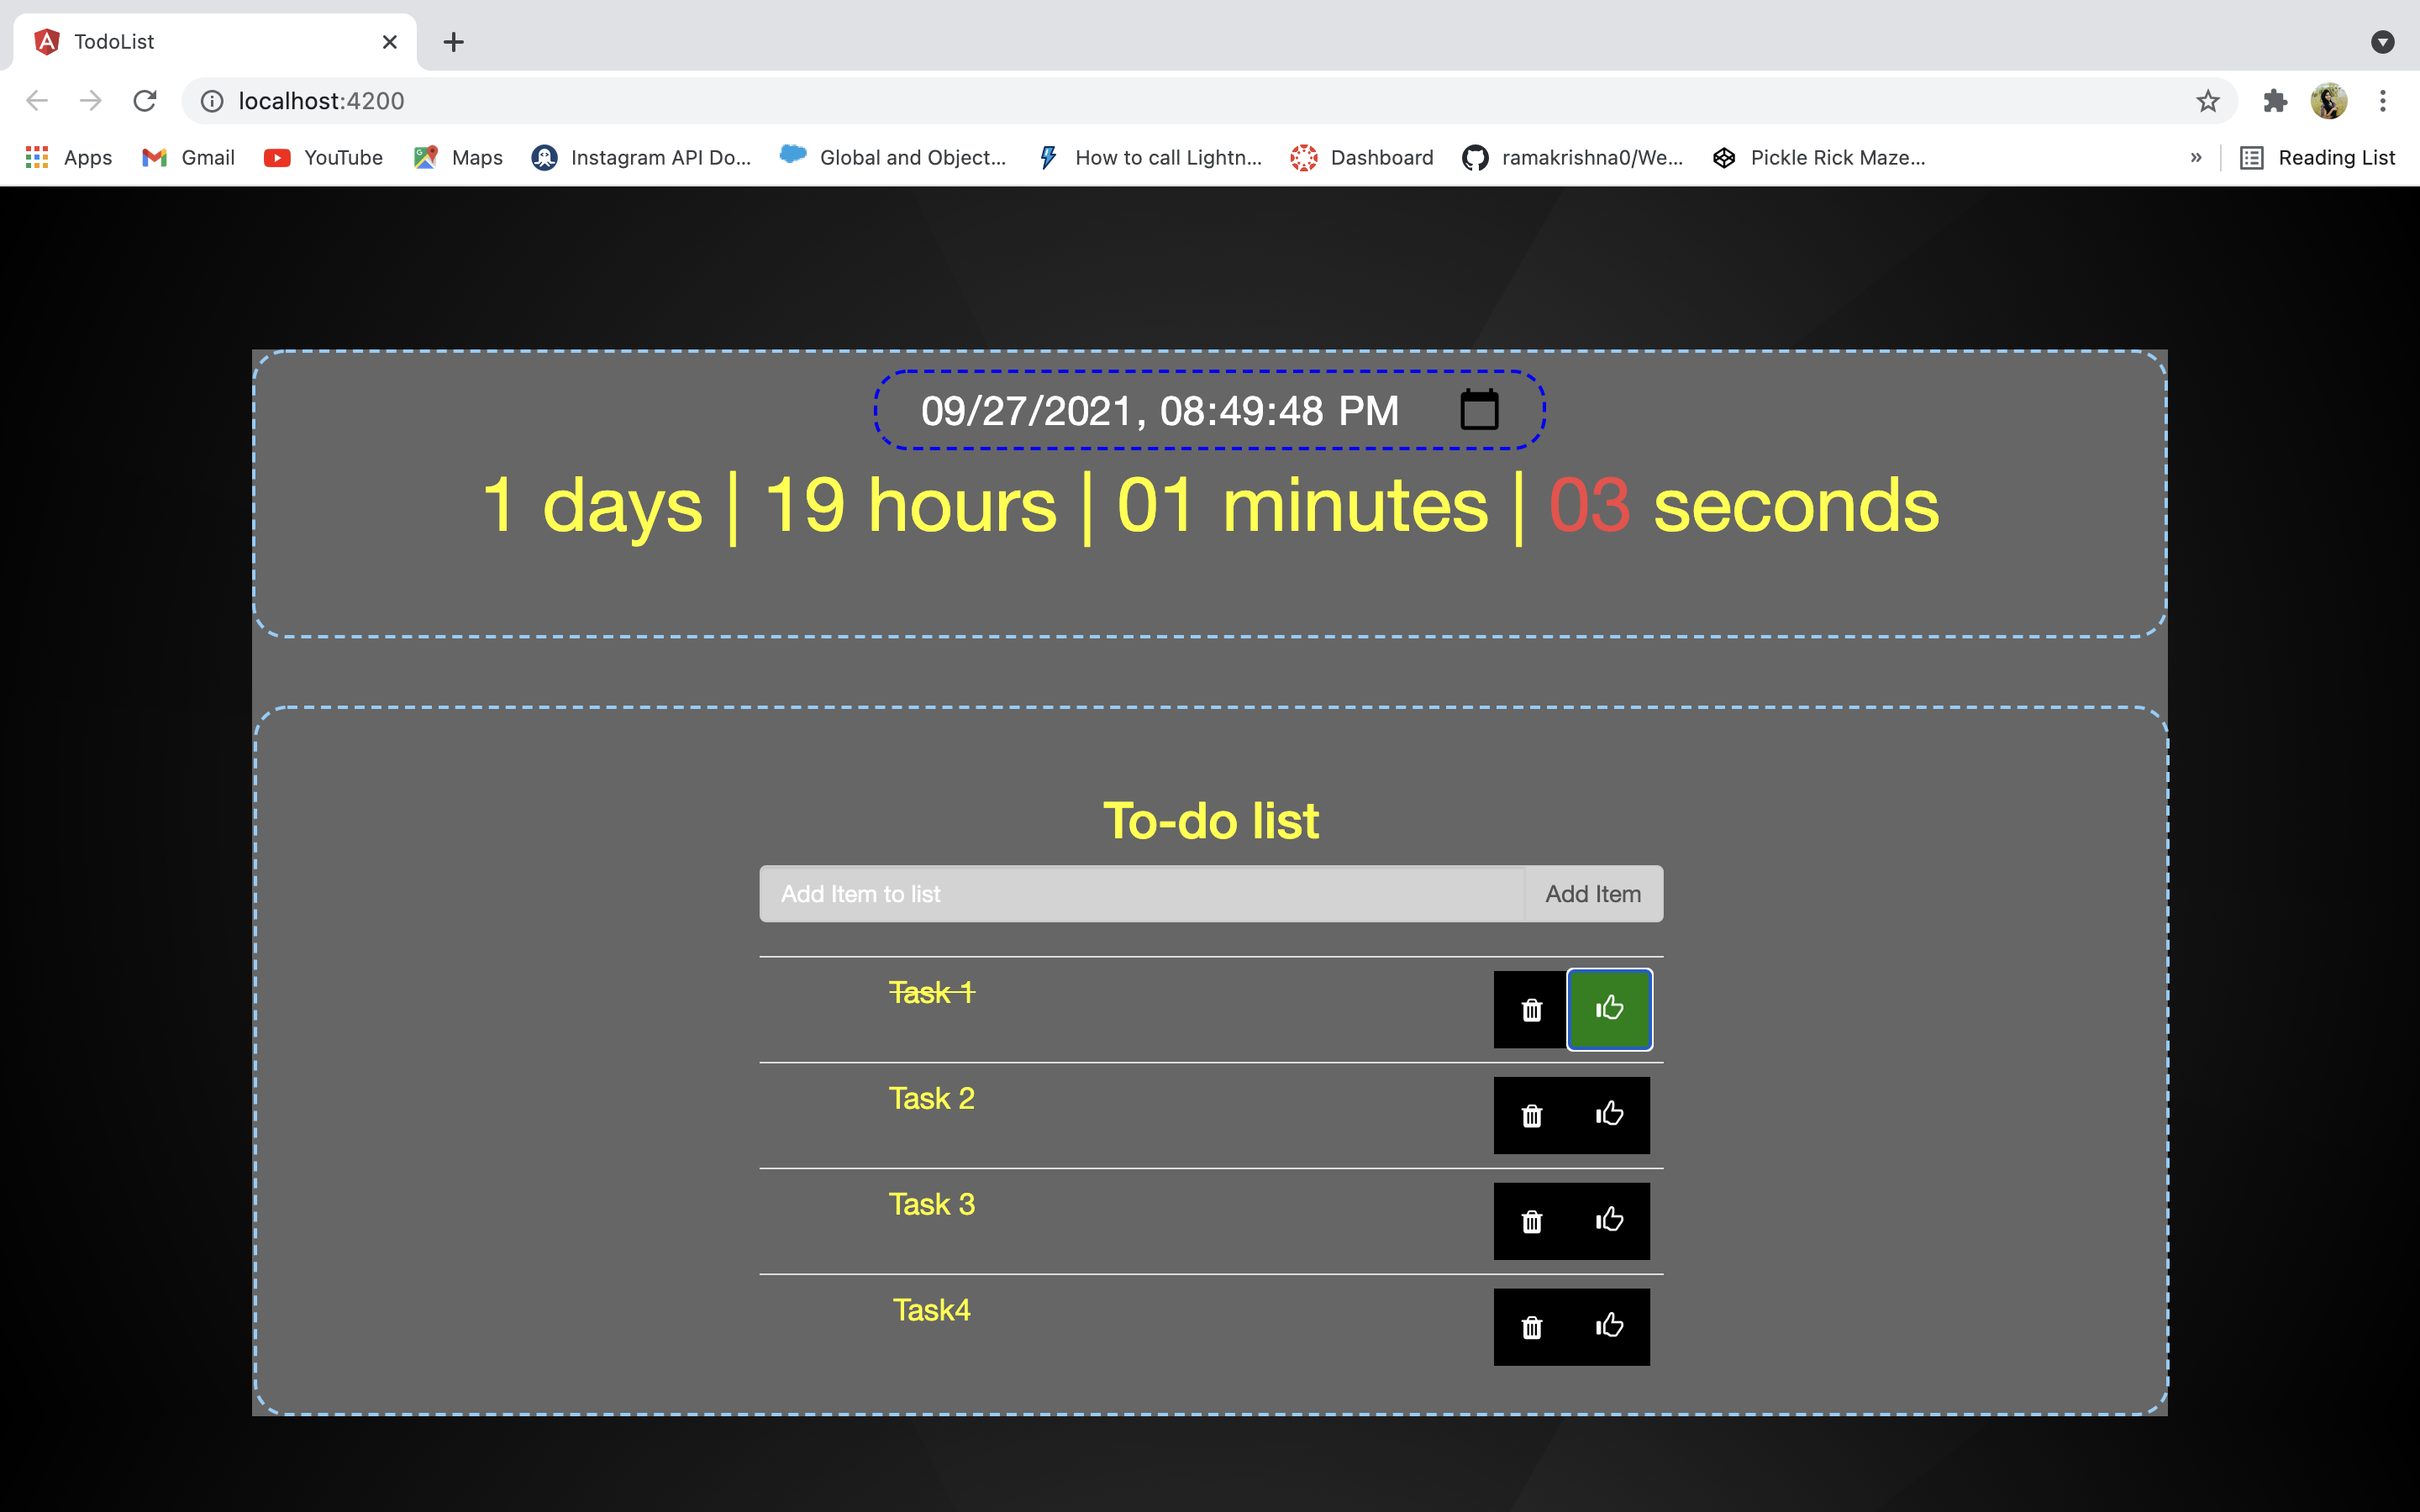 TodoList
localhost:4200
Apps Gmail YouTube Maps Instagram API Do... Global and Object... How to call Lightn... Dashboard ramakrishna0/We... Pickle Rick Maze... » Reading List
09/27/2021, 08:49:48 PM
1 days | 19 hours | 01 minutes | 03 seconds
To-do list
Add Item to list Add Item
Task 1
Task 2
Task 3
Task4